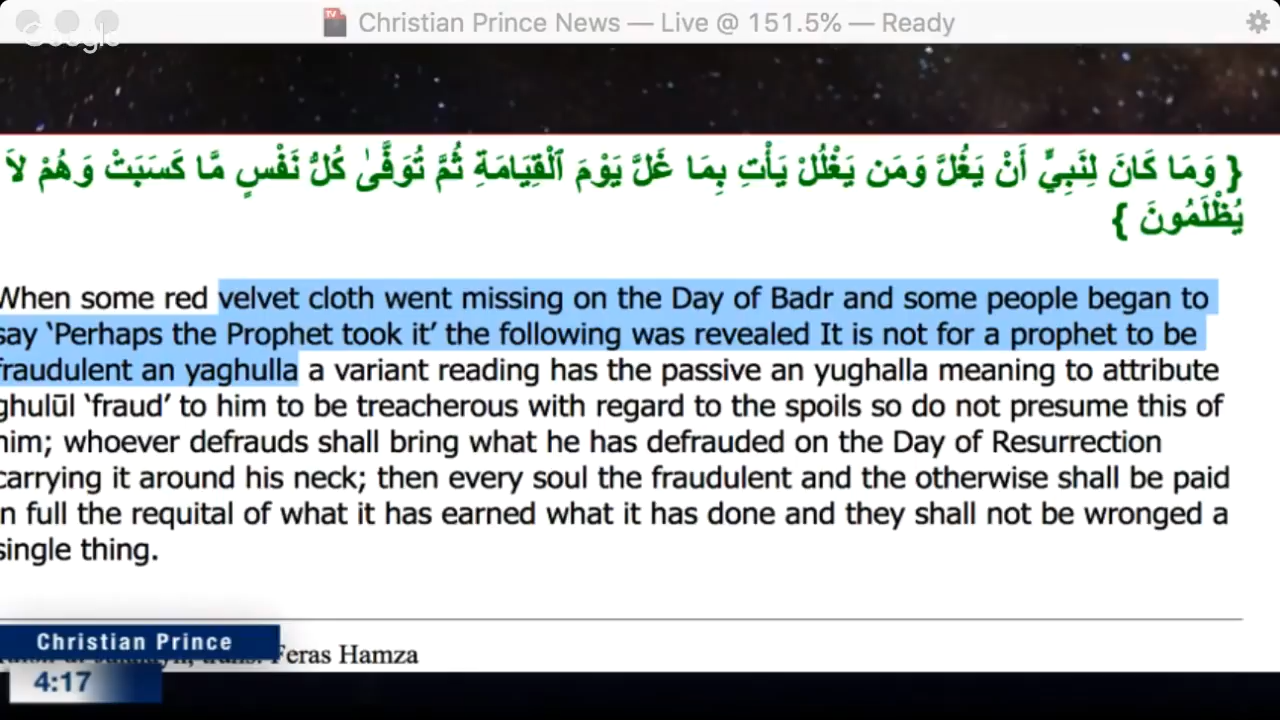 Christian Prince News — Live @ 151.5% — Ready
Google
{ وَمَا كَانَ لِنَبِيٍّ أَنْ يَغُلَّ وَمَن يَغْلُلْ يَأْتِ بِمَا غَلَّ يَوْمَ ٱلْقِيَامَةِ ثُمَّ تُوَفَّىٰ كُلُّ نَفْسٍ مَّا كَسَبَتْ وَهُمْ لاَ
يُظْلَمُونَ }
When some red velvet cloth went missing on the Day of Badr and some people began to
say ‘Perhaps the Prophet took it’ the following was revealed It is not for a prophet to be
fraudulent an yaghulla a variant reading has the passive an yughalla meaning to attribute
ghulūl ‘fraud’ to him to be treacherous with regard to the spoils so do not presume this of
him; whoever defrauds shall bring what he has defrauded on the Day of Resurrection
carrying it around his neck; then every soul the fraudulent and the otherwise shall be paid
in full the requital of what it has earned what it has done and they shall not be wronged a
single thing.
Christian Prince
Feras Hamza
4:17